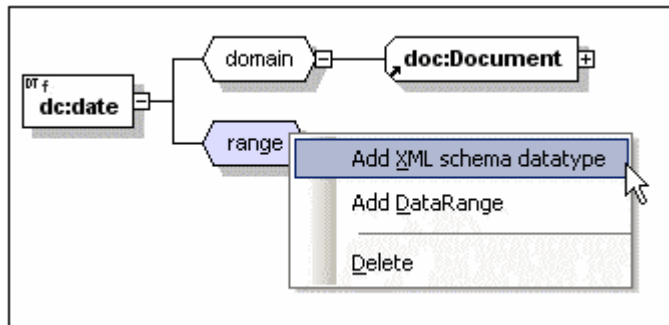 domain
doc:Document
DT f
dc:date
range
Add XML schema datatype
Add DataRange
Delete